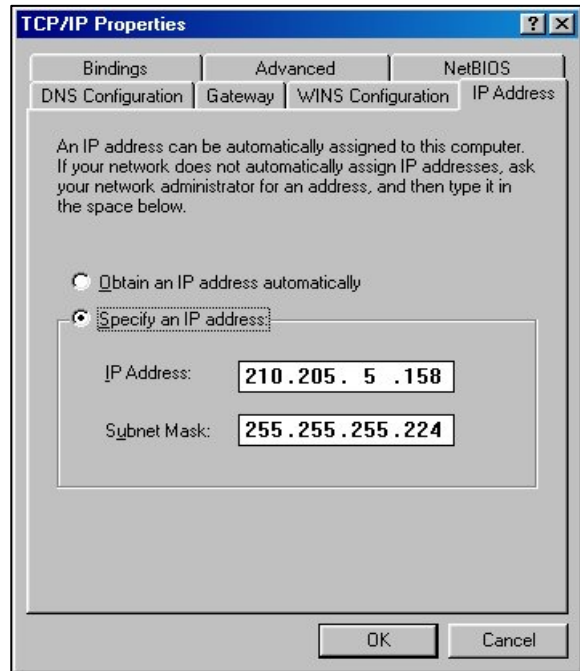 TCP/IP Properties
? ×
Bindings Advanced NetBIOS
DNS Configuration Gateway WINS Configuration IP Address
An IP address can be automatically assigned to this computer.
If your network does not automatically assign IP addresses, ask
your network administrator for an address, and then type it in
the space below.
Obtain an IP address automatically
Specify an IP address:
IP Address: 210.205. 5 .158
Subnet Mask: 255.255.255.224
OK Cancel